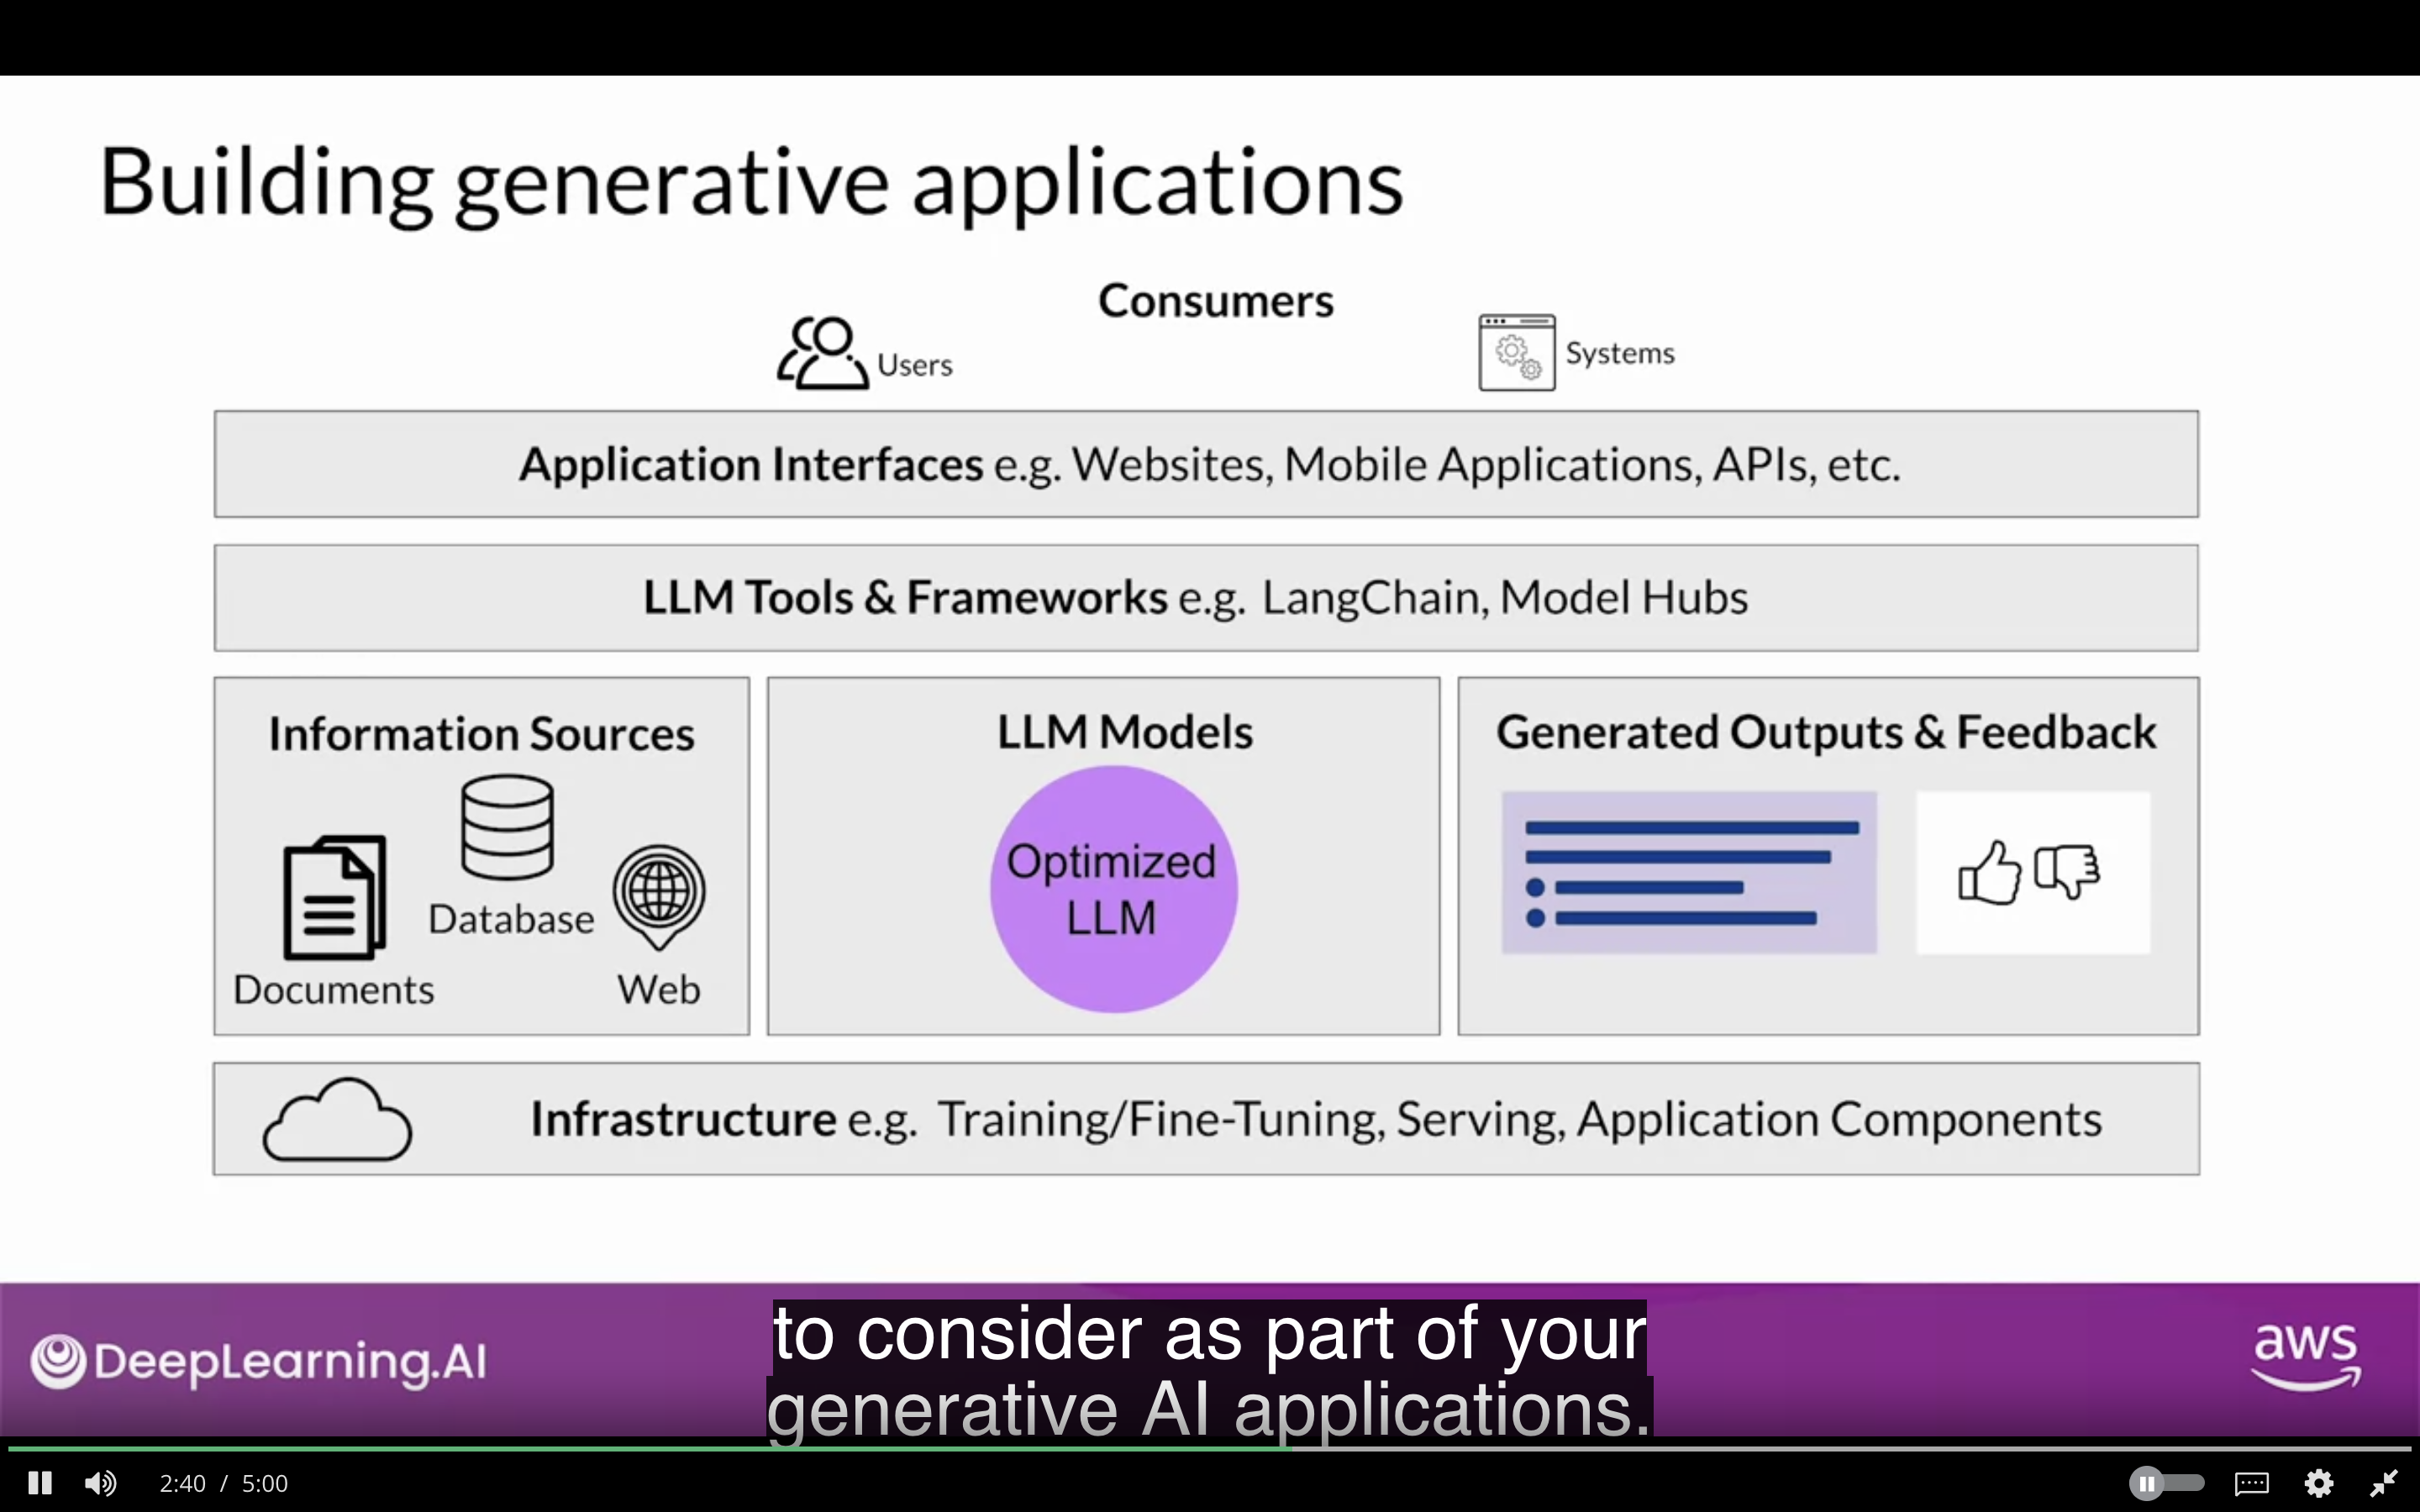 Building generative applications
Consumers
Users
Systems
Application Interfaces e.g. Websites, Mobile Applications, APIs, etc.
LLM Tools & Frameworks e.g. LangChain, Model Hubs
Information Sources
Database
Documents
Web
LLM Models
Optimized
LLM
Generated Outputs & Feedback
Infrastructure e.g. Training/Fine-Tuning, Serving, Application Components
DeepLearning.AI
aws
to consider as part of your
generative AI applications.
2:40 / 5:00